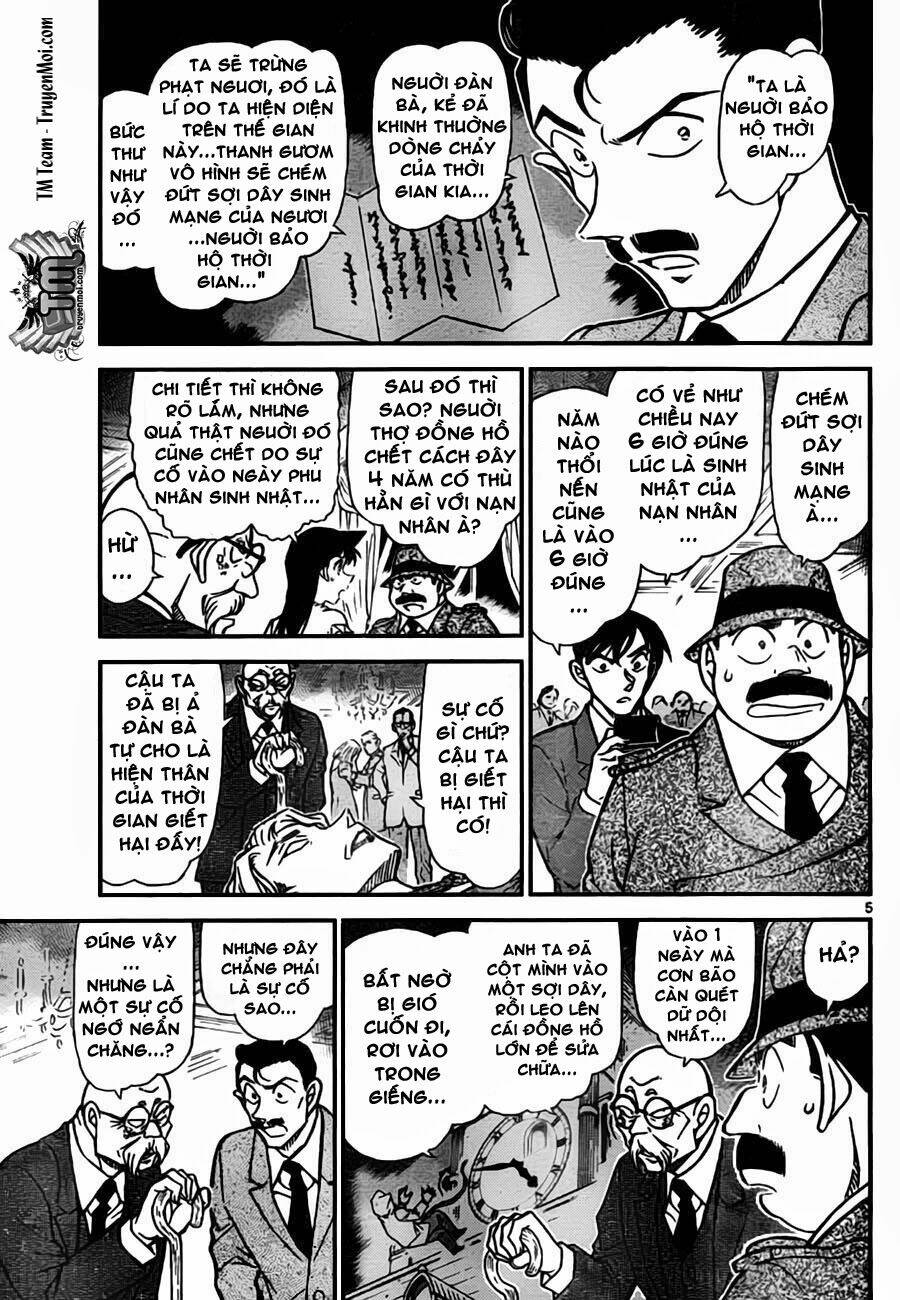 "TA LÀ
NGƯỜI BẢO
HỘ THỜI
GIAN...
NGƯỜI ĐÀN
BÀ, KẺ ĐÃ
KHINH THƯỜNG
DÒNG CHẢY
CỦA THỜI
GIAN KIA...
TA SẼ TRỪNG
PHẠT NGƯƠI, ĐÓ LÀ
LÍ DO TA HIỆN DIỆN
TRÊN THẾ GIAN
NÀY...THANH GƯƠM
VÔ HÌNH SẼ CHÉM
ĐỨT SỢI DÂY SINH
MẠNG CỦA NGƯƠI
...NGƯỜI BẢO
HỘ THỜI
GIAN..."
BỨC
THƯ
NHƯ
VẬY
ĐÓ
...
TM Team - TruyenMoi.com
TM
truyenmoi.com
CHÉM
ĐỨT SỢI
DÂY
SINH
MẠNG
À...
CÓ VẺ NHƯ
CHIỀU NAY
6 GIỜ ĐÚNG
LÚC LÀ SINH
NHẬT CỦA
NẠN NHÂN
...
NĂM
NÀO
THỔI
NẾN
CŨNG
LÀ VÀO
6 GIỜ
ĐÚNG
...
SAU ĐÓ THÌ
SAO? NGƯỜI
THỢ ĐỒNG HỒ
CHẾT CÁCH ĐÂY
4 NĂM CÓ THÙ
HẰN GÌ VỚI NẠN
NHÂN À?
CHI TIẾT THÌ KHÔNG
RÕ LẮM, NHƯNG
QUẢ THẬT NGƯỜI ĐÓ
CŨNG CHẾT DO SỰ
CỐ VÀO NGÀY PHU
NHÂN SINH NHẬT...
HỪ
...
SỰ CỐ
GÌ CHỨ?
CẬU TA
BỊ GIẾT
HẠI THÌ
CÓ!
CẬU TA
ĐÃ BỊ Ả
ĐÀN BÀ
TỰ CHO LÀ
HIỆN THÂN
CỦA THỜI
GIAN GIẾT
HẠI ĐẤY!
5
HẢ?
VÀO 1
NGÀY MÀ
CƠN BÃO
CÀN QUÉT
DỮ DỘI
NHẤT...
ANH TA ĐÃ
CỘT MÌNH VÀO
MỘT SỢI DÂY,
RỒI LEO LÊN
CÁI ĐỒNG HỒ
LỚN ĐỂ SỬA
CHỮA...
BẤT NGỜ
BỊ GIÓ
CUỐN ĐI,
RƠI VÀO
TRONG
GIẾNG...
NHƯNG ĐÂY
CHẲNG PHẢI
LÀ SỰ CỐ
SAO...
ĐÚNG VẬY
...
NHƯNG LÀ
MỘT SỰ CỐ
NGỚ NGẨN
CHĂNG...?